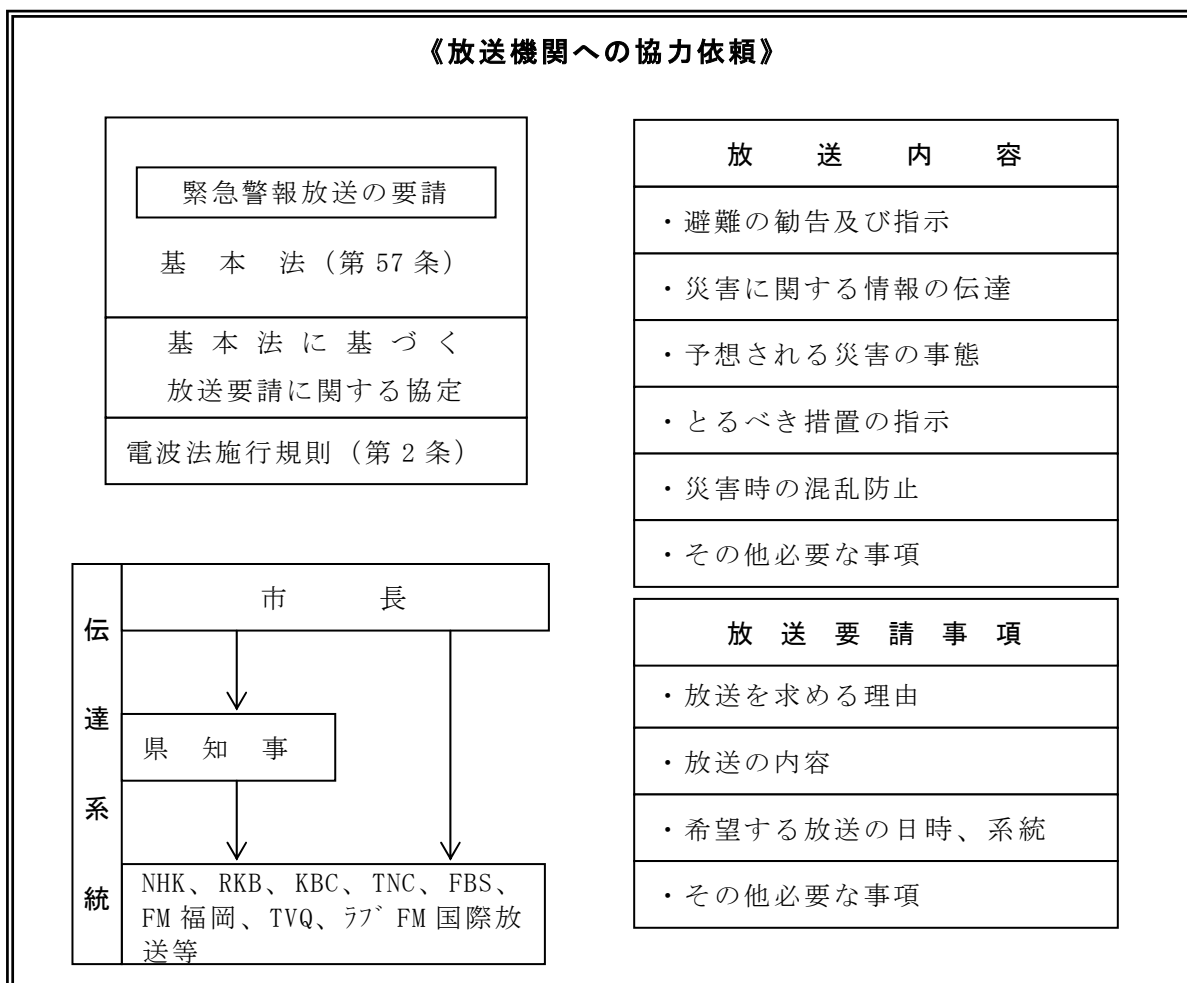 《放送機関への協力依頼》
緊急警報放送の要請
基本法（第57条）
基本法に基づく
放送要請に関する協定
電波法施行規則（第2条）
伝達系統
市長
県知事
NHK、RKB、KBC、TNC、FBS、
FM福岡、TVQ、ﾗﾌﾞFM国際放
送等
放送内容
・避難の勧告及び指示
・災害に関する情報の伝達
・予想される災害の事態
・とるべき措置の指示
・災害時の混乱防止
・その他必要な事項
放送要請事項
・放送を求める理由
・放送の内容
・希望する放送の日時、系統
・その他必要な事項